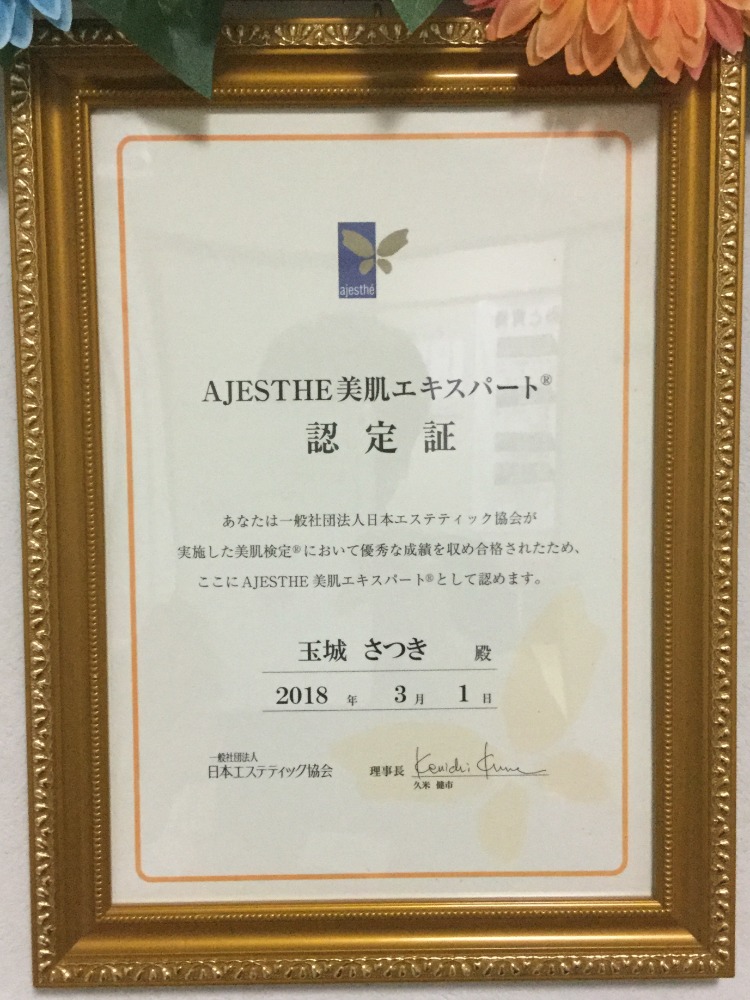 ajesthé
AJESTHE美肌エキスパート®
認定証
あなたは一般社団法人日本エステティック協会が
実施した美肌検定®において優秀な成績を収め合格されたため、
ここにAJESTHE 美肌エキスパート®として認めます。
玉城 さつき 殿
2018 年 3 月 1 日
一般社団法人
日本エステティック協会
理事長 Kenichi Kume
久米 健市